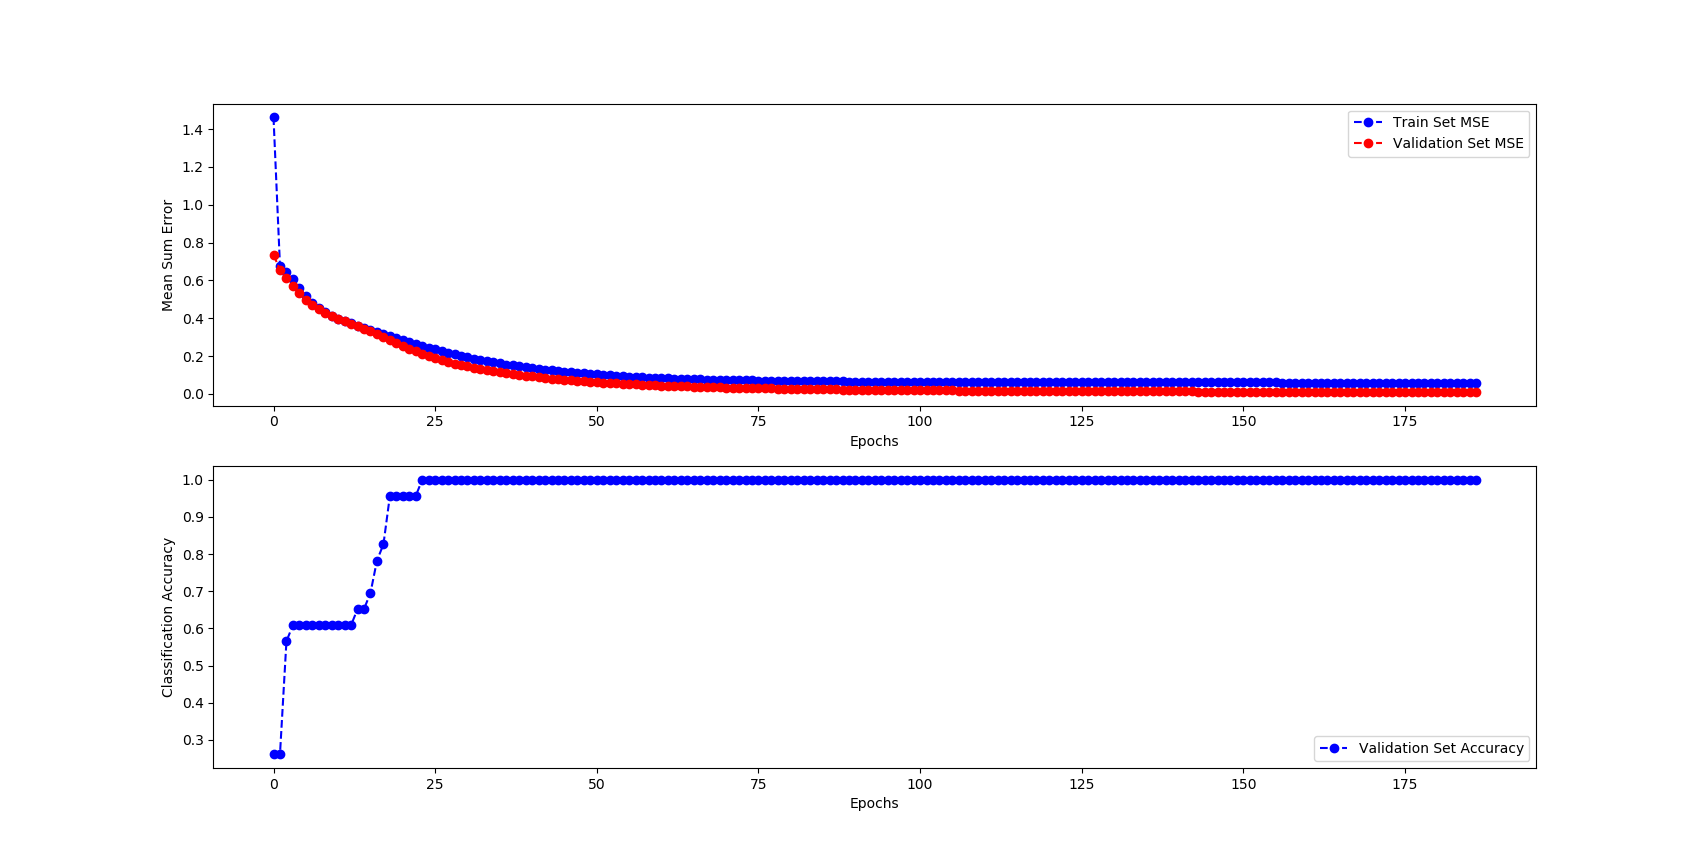 Train Set MSE
Validation Set MSE
Mean Sum Error
1.4
1.2
1.0
0.8
0.6
0.4
0.2
0.0
0 25 50 75 100 125 150 175
Epochs
Classification Accuracy
1.0
0.9
0.8
0.7
0.6
0.5
0.4
0.3
Validation Set Accuracy
0 25 50 75 100 125 150 175
Epochs